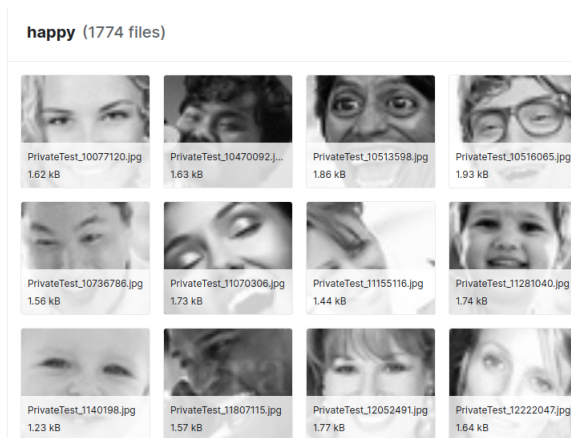 happy (1774 files)
PrivateTest_10077120.jpg
1.62 kB
PrivateTest_10470092.j...
1.63 kB
PrivateTest_10513598.jpg
1.86 kB
PrivateTest_10516065.jpg
1.93 kB
PrivateTest_10736786.jpg
1.56 kB
PrivateTest_11070306.jpg
1.73 kB
PrivateTest_11155116.jpg
1.44 kB
PrivateTest_11281040.jpg
1.74 kB
PrivateTest_1140198.jpg
1.23 kB
PrivateTest_11807115.jpg
1.57 kB
PrivateTest_12052491.jpg
1.77 kB
PrivateTest_12222047.jpg
1.64 kB